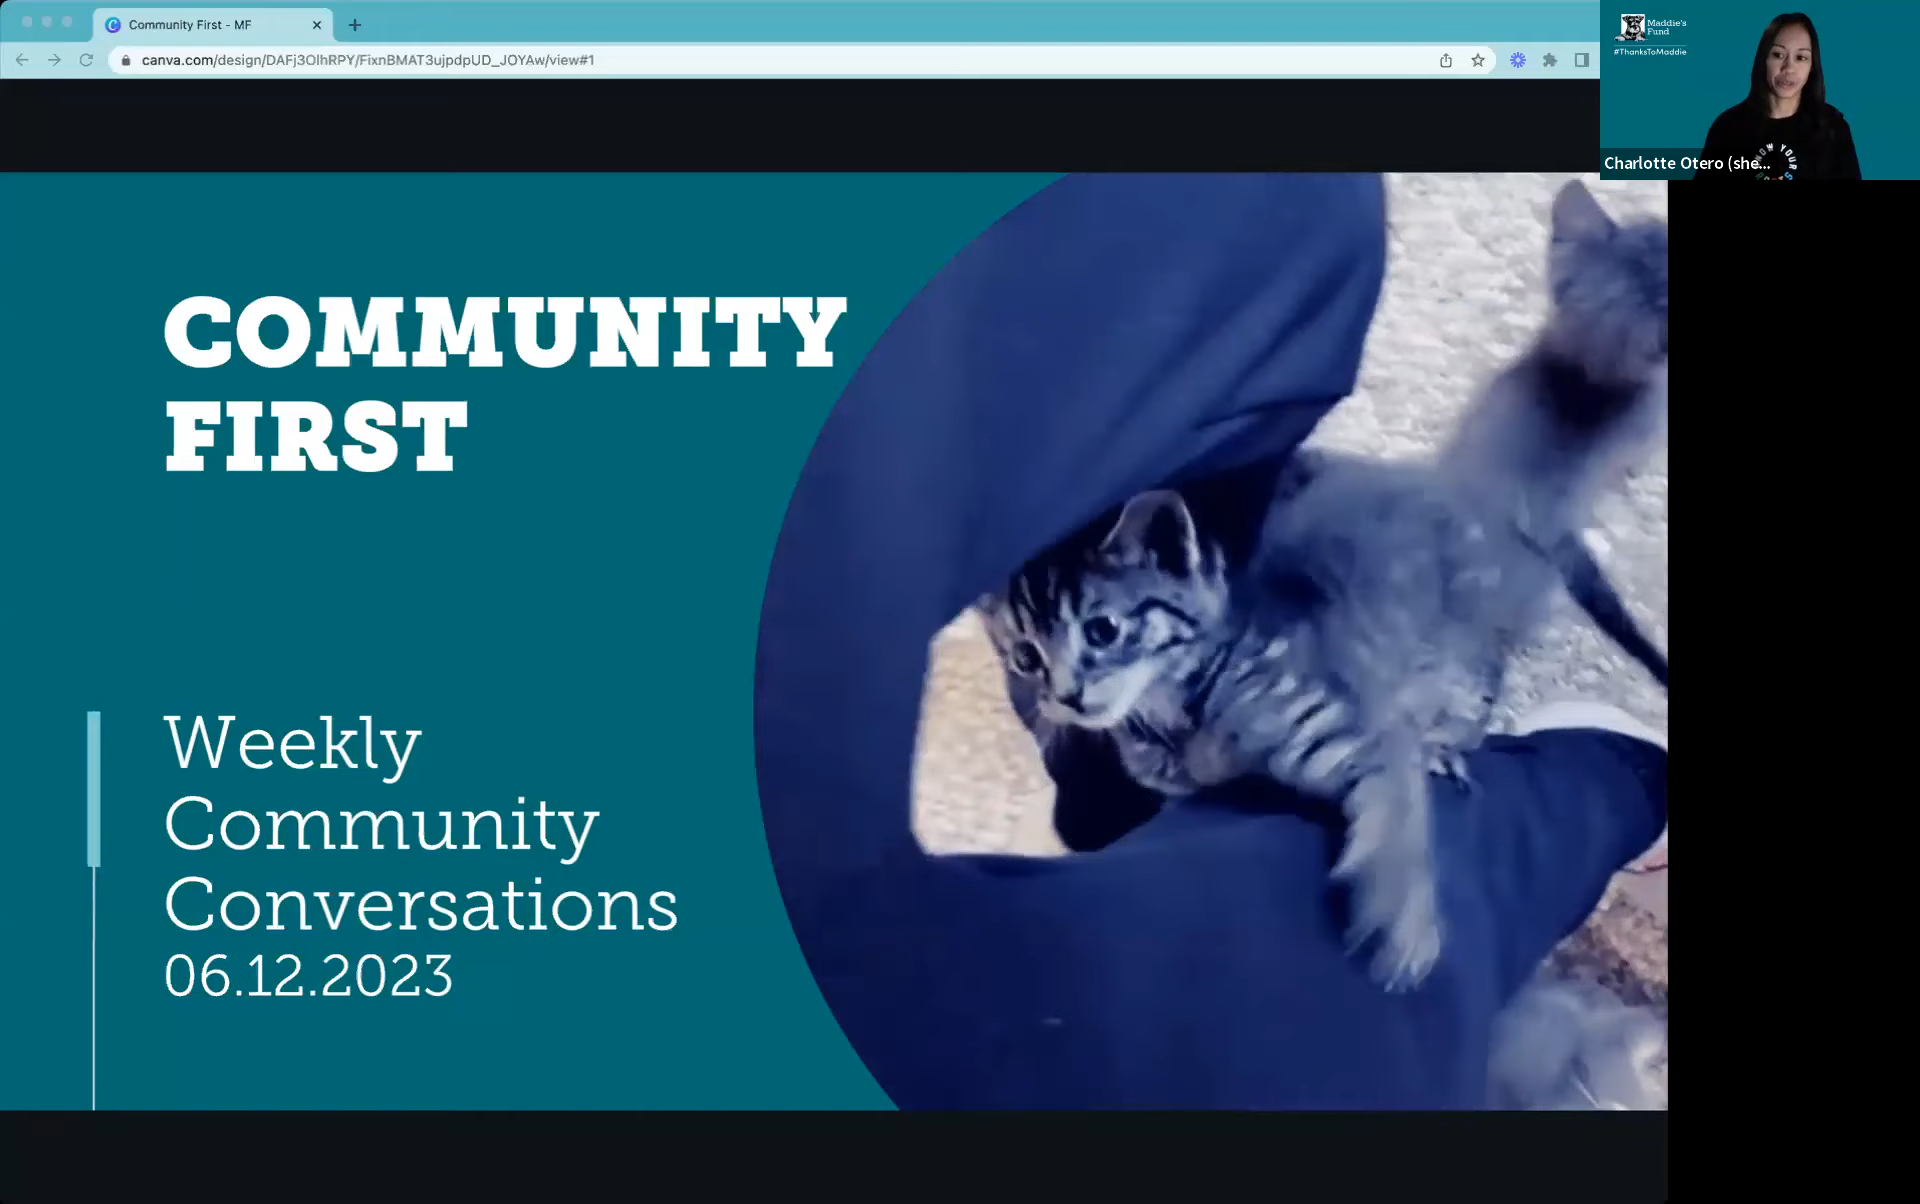 Community First - MF
canva.com/design/DAFj3OlhRPY/FixnBMAT3ujpdpUD_JOYAw/view#1
Maddie's
Fund
#ThanksToMaddie
Charlotte Otero (she...
YOUR
COMMUNITY
FIRST
Weekly
Community
Conversations
06.12.2023